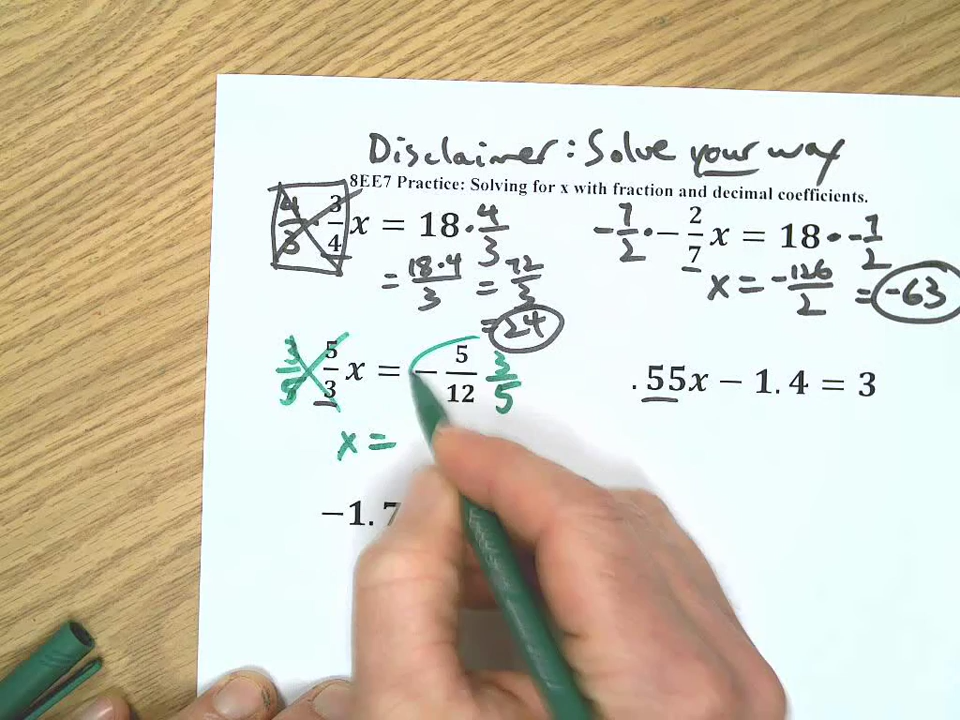 Disclaimer: Solve your way
8EE7 Practice: Solving for x with fraction and decimal coefficients.
4/3 · 3/4 x = 18 · 4/3
= 18·4/3 = 72/3
= 24
-7/2 · -2/7 x = 18 · -7/2
x = -126/2 = -63
3/5 5/3 x = - 5/12 3/5
x =
.55x − 1.4 = 3
−1.7